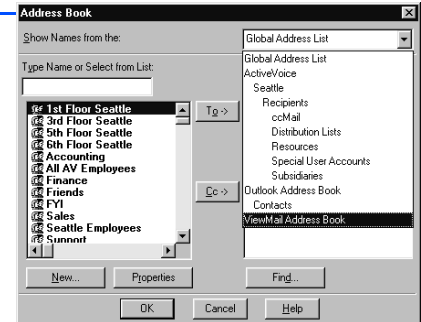 Address Book
Show Names from the:
Global Address List
Type Name or Select from List:
1st Floor Seattle
3rd Floor Seattle
5th Floor Seattle
6th Floor Seattle
Accounting
All AV Employees
Finance
Friends
FYI
Sales
Seattle Employees
Support
To ->
Cc ->
Global Address List
ActiveVoice
Seattle
Recipients
ccMail
Distribution Lists
Resources
Special User Accounts
Subsidiaries
Outlook Address Book
Contacts
ViewMail Address Book
New...
Properties
Find...
OK
Cancel
Help